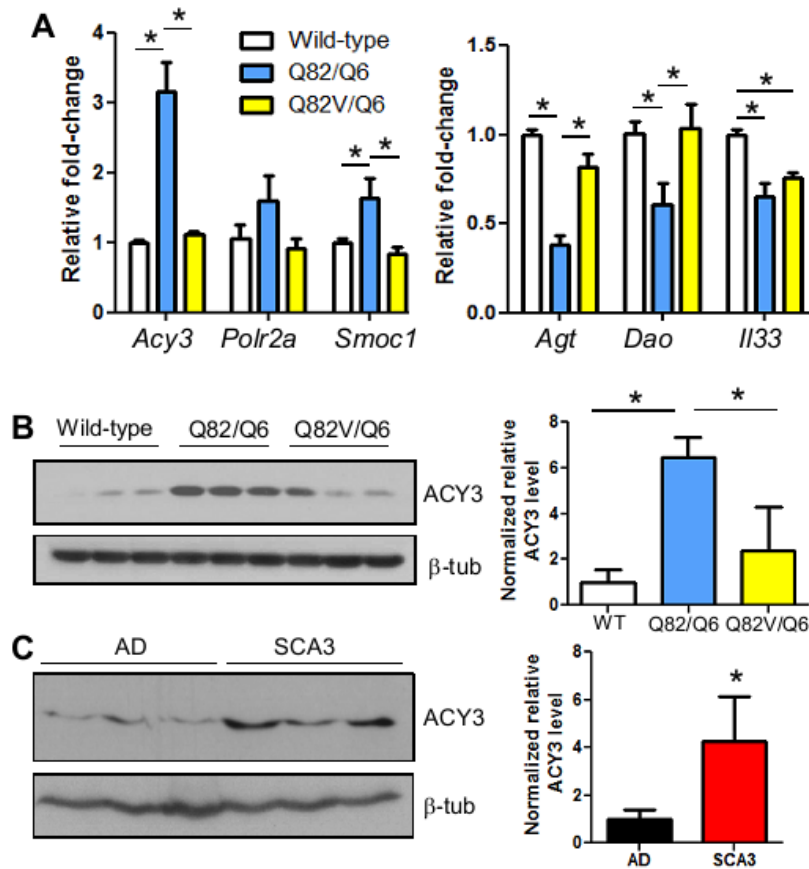 A
Relative fold-change
4
3
2
1
0
* *
* *
Wild-type
Q82/Q6
Q82V/Q6
Acy3 Polr2a Smoc1
Relative fold-change
1.5
1.0
0.5
0.0
* *
* *
*
*
Agt Dao Il33
B
Wild-type Q82/Q6 Q82V/Q6
ACY3
β-tub
Normalized relative
ACY3 level
8
6
4
2
0
* *
WT Q82/Q6 Q82V/Q6
C
AD SCA3
ACY3
β-tub
Normalized relative
ACY3 level
8
6
4
2
0
*
AD SCA3